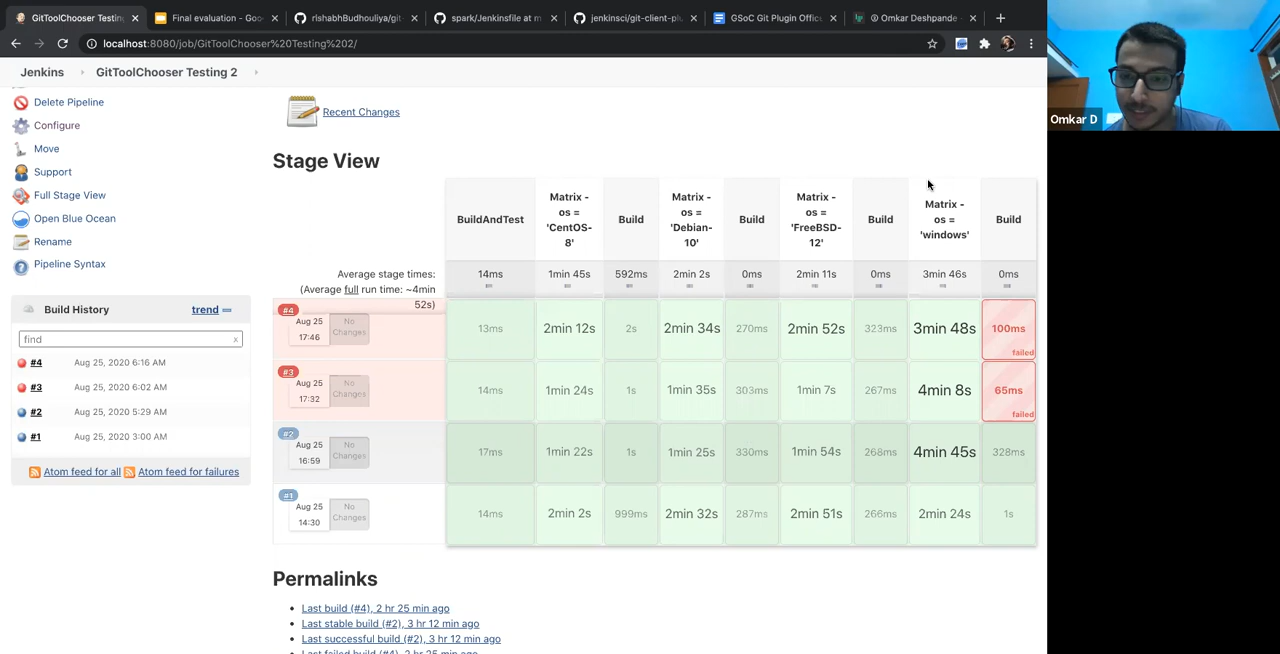 GitToolChooser Testing
Final evaluation - Goo
rishabhBudhouliya/git
spark/Jenkinsfile at m
jenkinsci/git-client-plu
GSoC Git Plugin Offic
Omkar Deshpande -
localhost:8080/job/GitToolChooser%20Testing%202/
Jenkins
GitToolChooser Testing 2
Delete Pipeline
Configure
Move
Support
Full Stage View
Open Blue Ocean
Rename
Pipeline Syntax
Build History
trend
find
x
#4 Aug 25, 2020 6:16 AM
#3 Aug 25, 2020 6:02 AM
#2 Aug 25, 2020 5:29 AM
#1 Aug 25, 2020 3:00 AM
Atom feed for all Atom feed for failures
Recent Changes
Stage View
BuildAndTest
Matrix -
os =
'CentOS-
8'
Build
Matrix -
os =
'Debian-
10'
Build
Matrix -
os =
'FreeBSD-
12'
Build
Matrix -
os =
'windows'
Build
Average stage times:
(Average full run time: ~4min
52s)
14ms 1min 45s 592ms 2min 2s 0ms 2min 11s 0ms 3min 46s 0ms
#4
Aug 25
17:46
No
Changes
13ms 2min 12s 2s 2min 34s 270ms 2min 52s 323ms 3min 48s 100ms
failed
#3
Aug 25
17:32
No
Changes
14ms 1min 24s 1s 1min 35s 303ms 1min 7s 267ms 4min 8s 65ms
failed
#2
Aug 25
16:59
No
Changes
17ms 1min 22s 1s 1min 25s 330ms 1min 54s 268ms 4min 45s 328ms
#1
Aug 25
14:30
No
Changes
14ms 2min 2s 999ms 2min 32s 287ms 2min 51s 266ms 2min 24s 1s
Permalinks
Last build (#4), 2 hr 25 min ago
Last stable build (#2), 3 hr 12 min ago
Last successful build (#2), 3 hr 12 min ago
Last failed build (#4), 2 hr 25 min ago
Omkar D